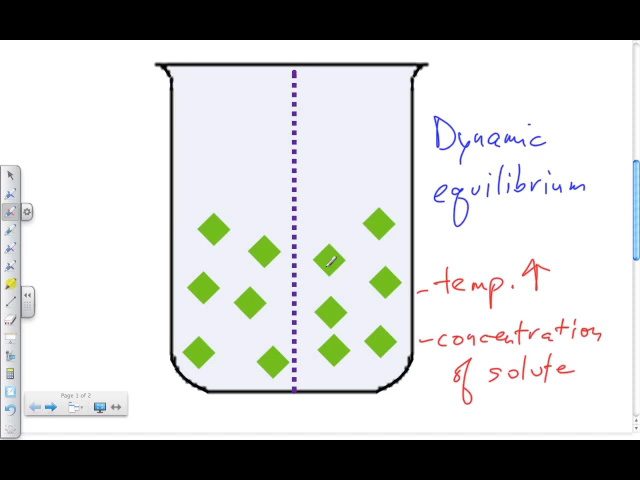 Dynamic
equilibrium
- temp. ↑
- concentration
of solute
Page 1 of 2